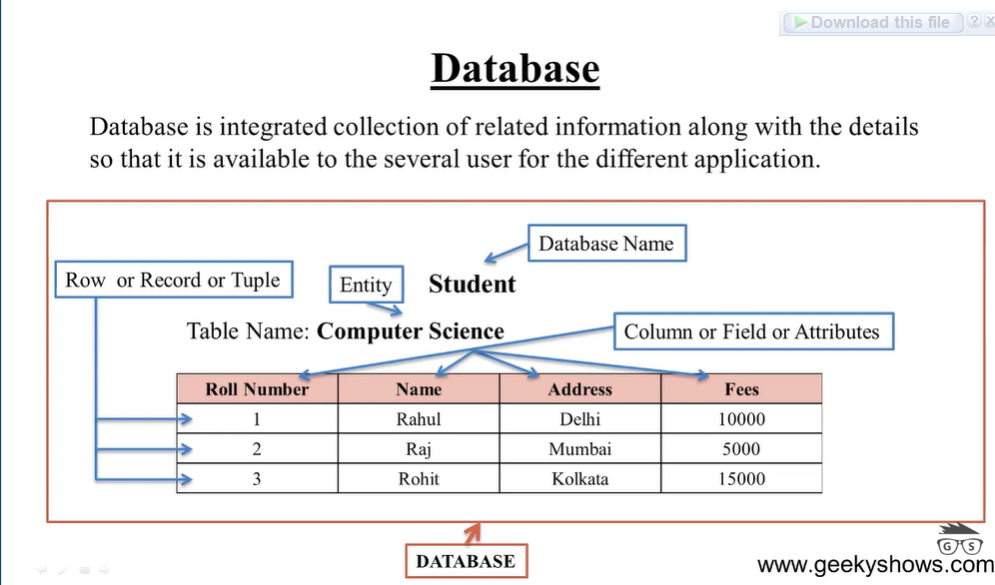 Download this file
Database
Database is integrated collection of related information along with the details
so that it is available to the several user for the different application.
Database Name
Row or Record or Tuple
Entity
Student
Table Name: Computer Science
Column or Field or Attributes
Roll Number Name Address Fees
1 Rahul Delhi 10000
2 Raj Mumbai 5000
3 Rohit Kolkata 15000
DATABASE
G S
www.geekyshows.com